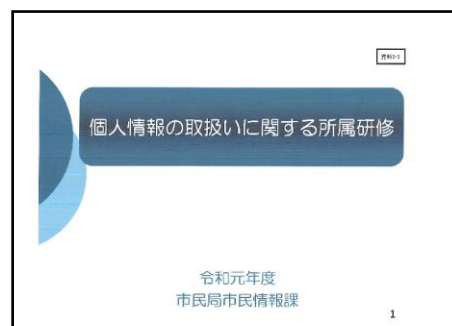 個人情報の取扱いに関する所属研修
令和元年度
市民局市民情報課
1